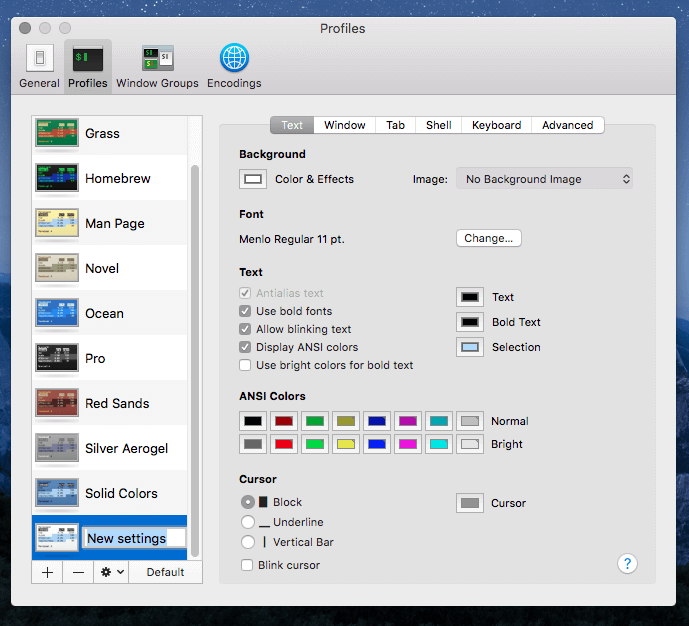 Profiles
General
Profiles
Window Groups
Encodings
Grass
Homebrew
Man Page
Novel
Ocean
Pro
Red Sands
Silver Aerogel
Solid Colors
New settings
Default
Text Window Tab Shell Keyboard Advanced
Background
Color & Effects Image: No Background Image
Font
Menlo Regular 11 pt. Change...
Text
Antialias text
Use bold fonts
Allow blinking text
Display ANSI colors
Use bright colors for bold text
Text
Bold Text
Selection
ANSI Colors
Normal
Bright
Cursor
Block
Underline
Vertical Bar
Blink cursor
Cursor
?